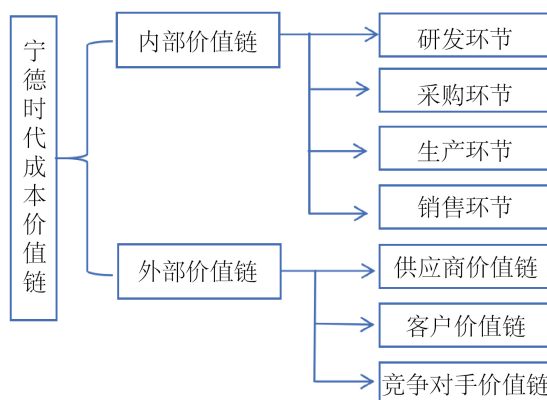 宁德时代成本价值链
内部价值链
研发环节
采购环节
生产环节
销售环节
外部价值链
供应商价值链
客户价值链
竞争对手价值链